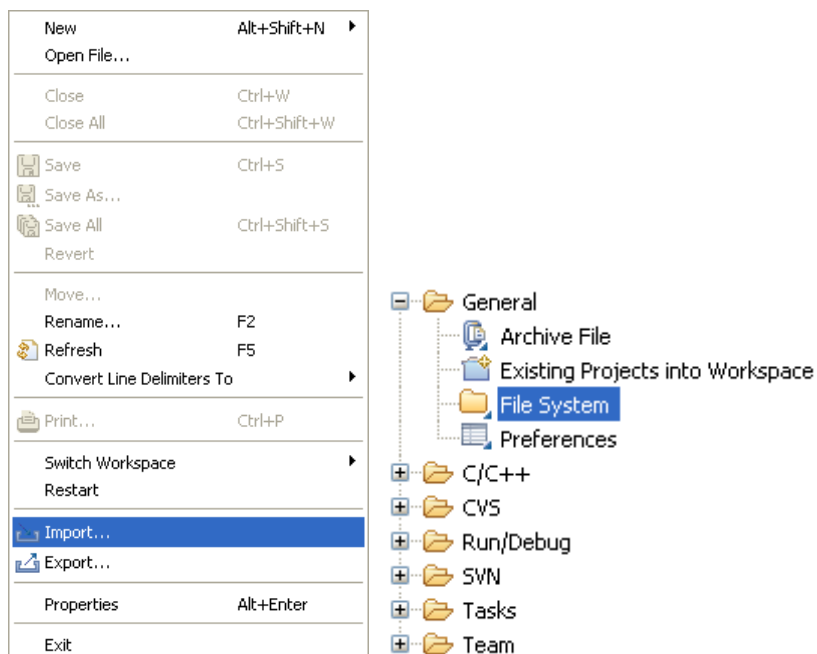 New Alt+Shift+N
Open File...
Close Ctrl+W
Close All Ctrl+Shift+W
Save Ctrl+S
Save As...
Save All Ctrl+Shift+S
Revert
Move...
Rename... F2
Refresh F5
Convert Line Delimiters To
Print... Ctrl+P
Switch Workspace
Restart
Import...
Export...
Properties Alt+Enter
Exit
General
Archive File
Existing Projects into Workspace
File System
Preferences
C/C++
CVS
Run/Debug
SVN
Tasks
Team